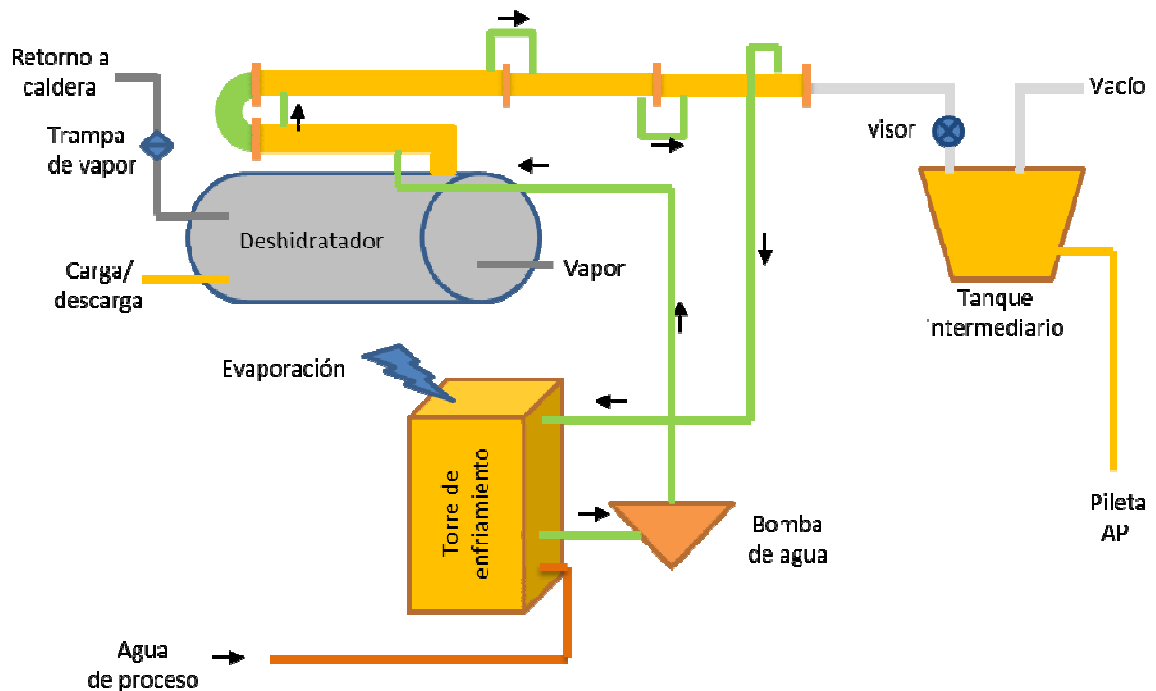 Retorno a
caldera
Trampa
de vapor
Carga/
descarga
Deshidratador
Vapor
visor
Vacío
Tanque
intermediario
Pileta
AP
Evaporación
Torre de
enfriamiento
Bomba
de agua
Agua
de proceso